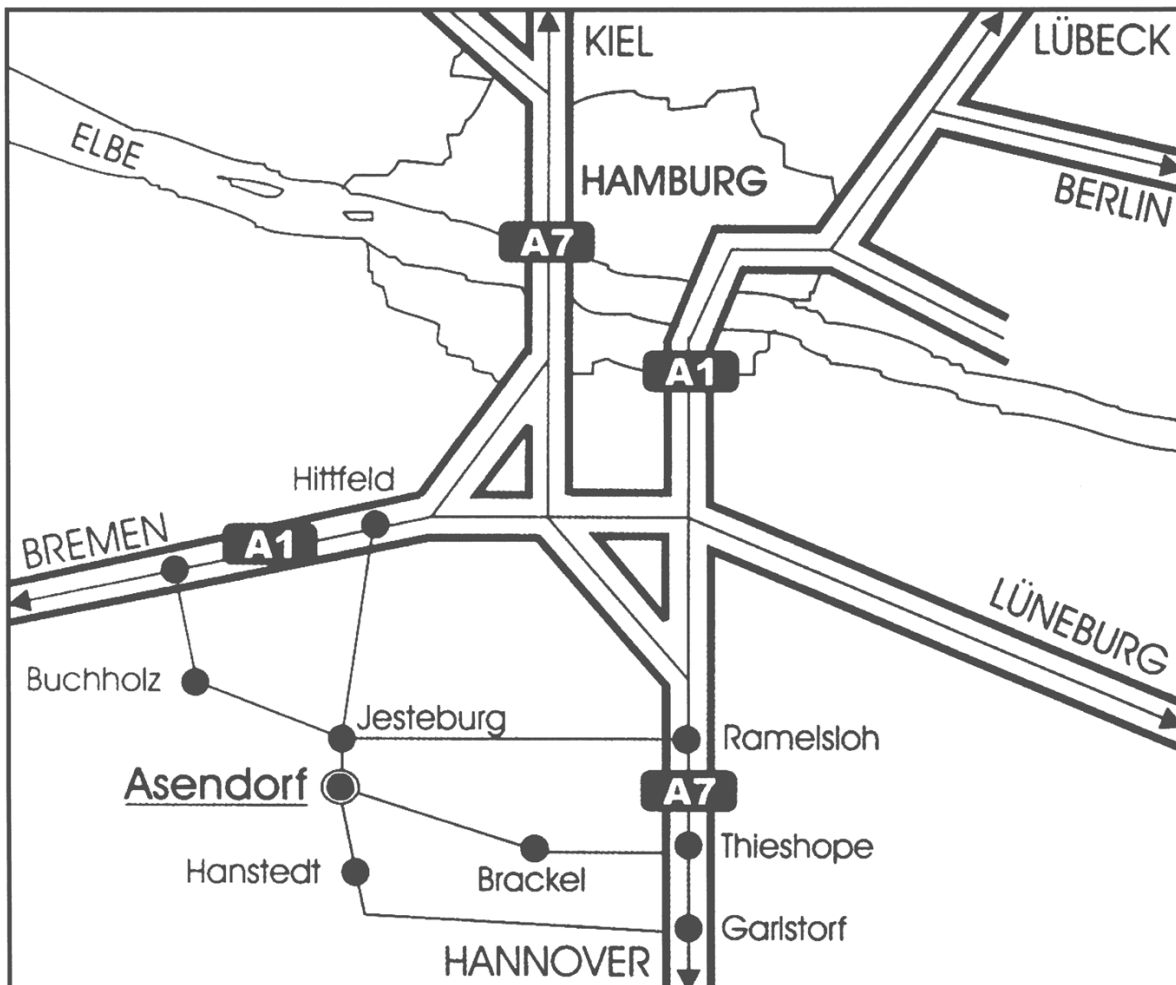 KIEL
LÜBECK
ELBE
HAMBURG
BERLIN
A7
A1
Hittfeld
BREMEN
A1
LÜNEBURG
Buchholz
Jesteburg
Ramelsloh
Asendorf
A7
Thieshope
Hanstedt
Brackel
Garlstorf
HANNOVER